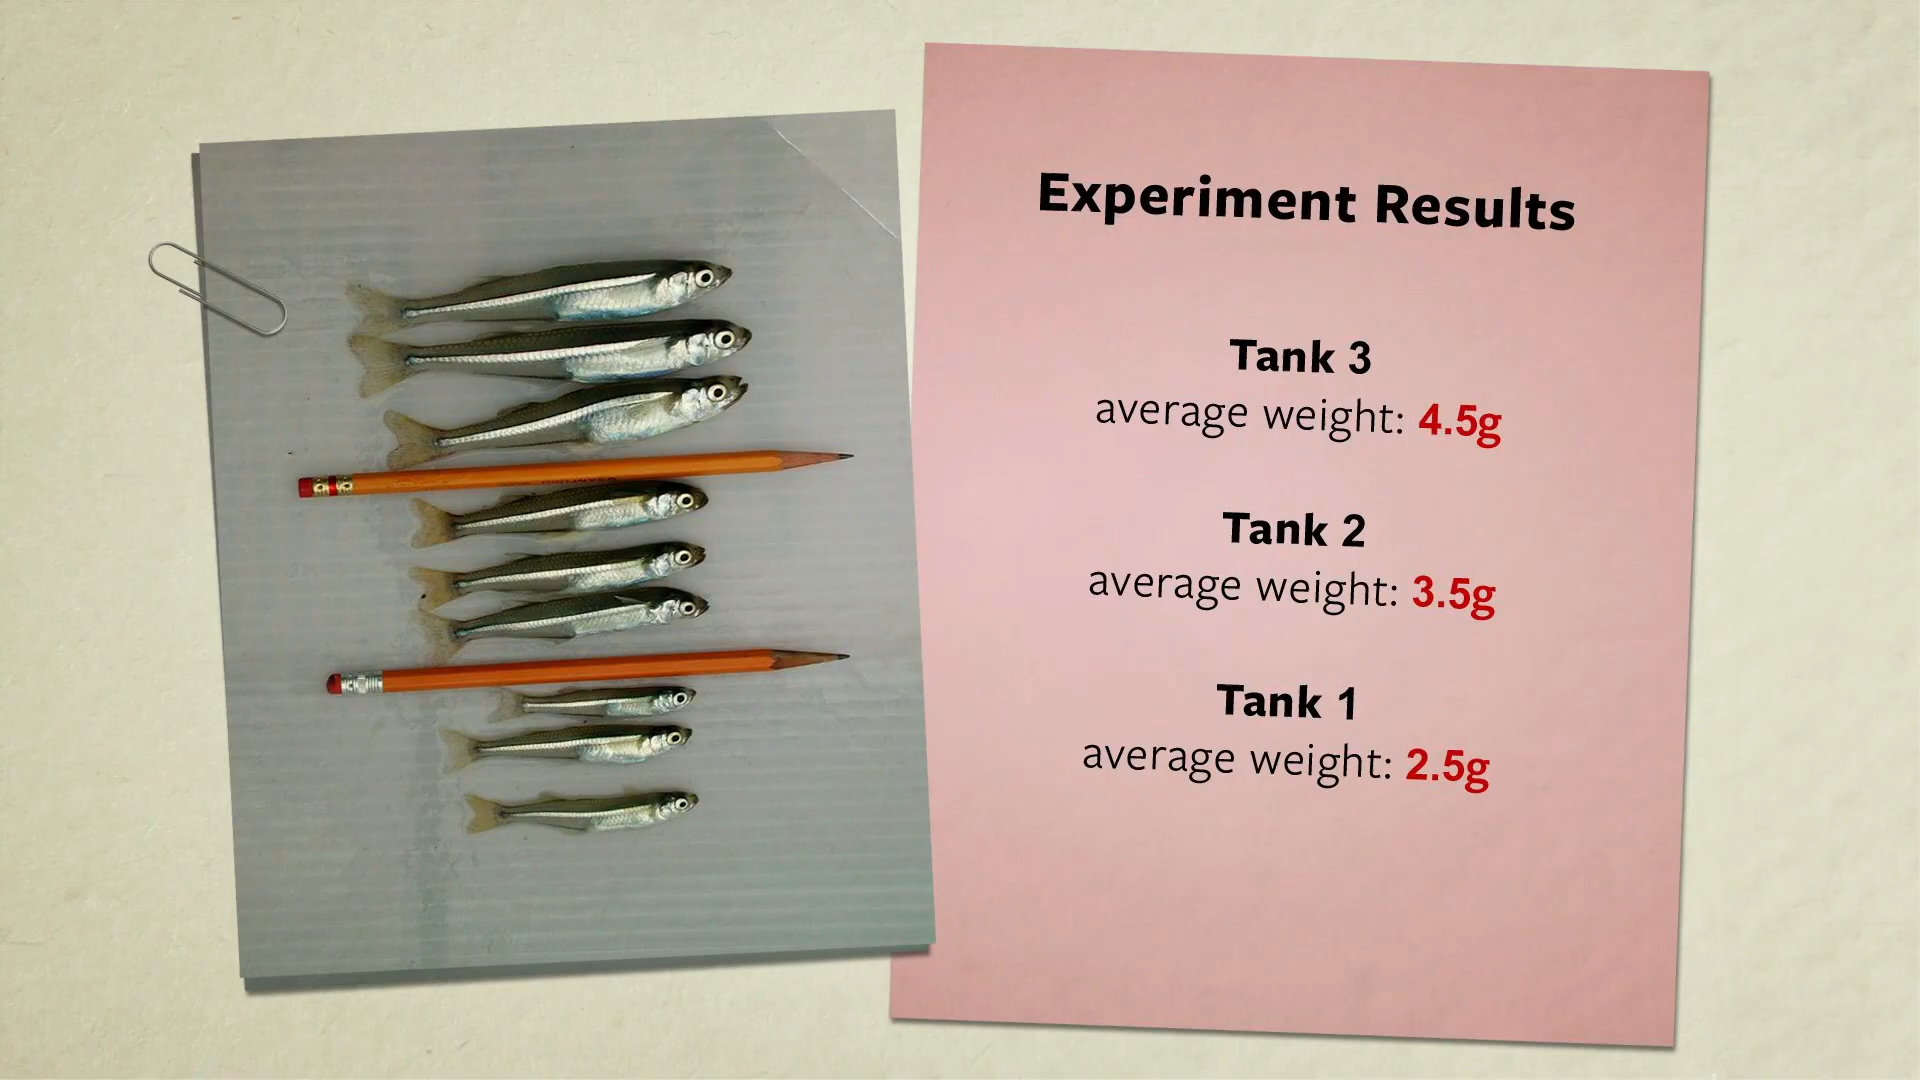 Experiment Results
Tank 3
average weight: 4.5g
Tank 2
average weight: 3.5g
Tank 1
average weight: 2.5g